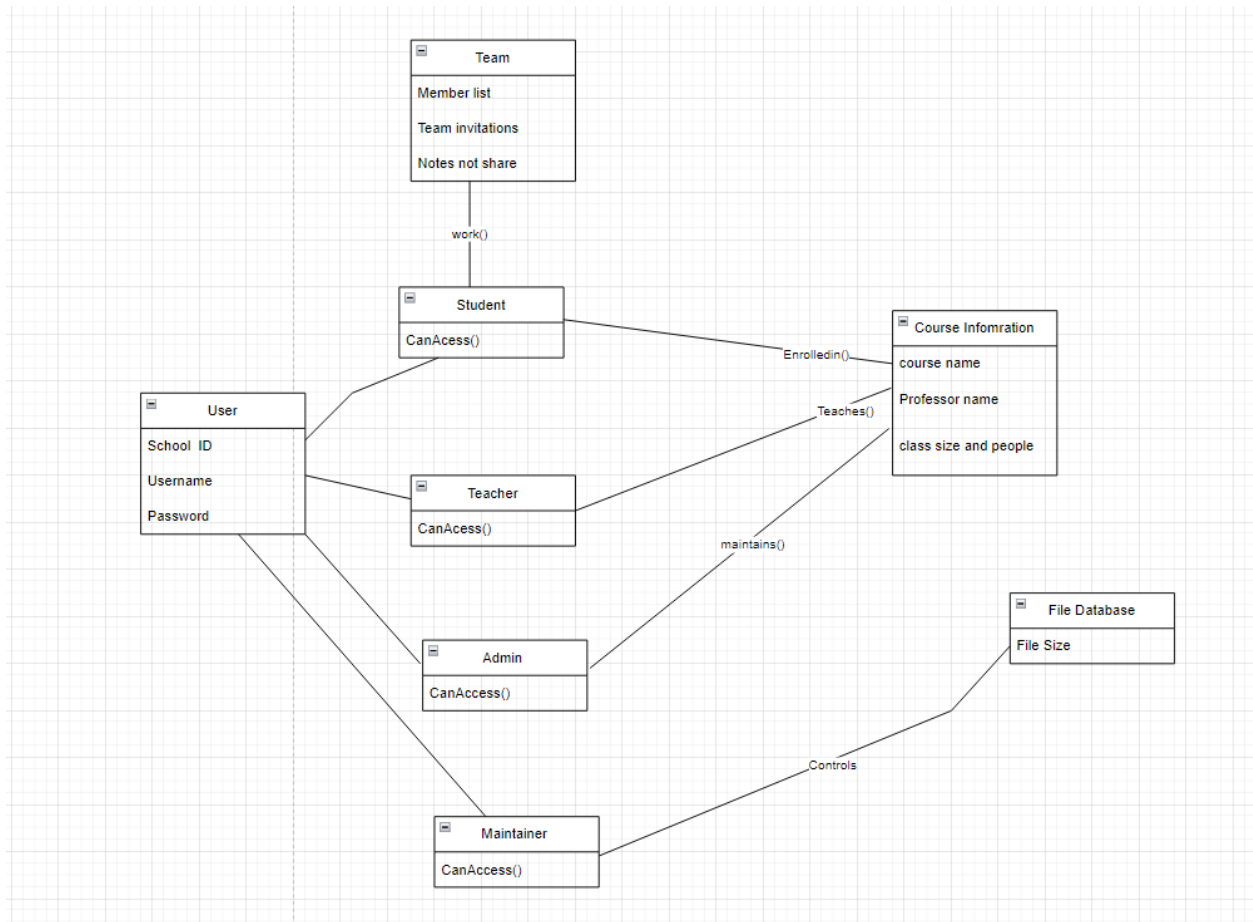 Team
Member list
Team invitations
Notes not share
work()
Student
CanAcess()
Enrolledin()
Course Infomration
course name
Professor name
class size and people
Teaches()
User
School ID
Username
Password
Teacher
CanAcess()
maintains()
Admin
CanAccess()
File Database
File Size
Controls
Maintainer
CanAccess()